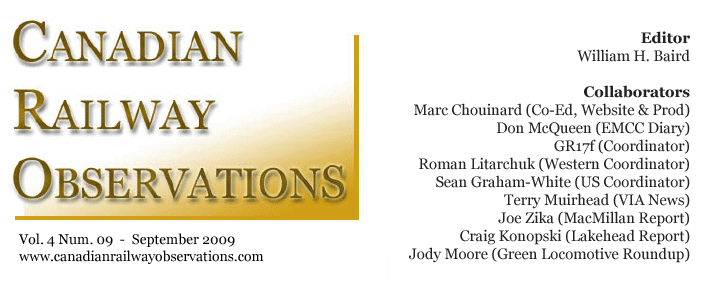 CANADIAN
RAILWAY
OBSERVATIONS
Vol. 4 Num. 09 - September 2009
www.canadianrailwayobservations.com
Editor
William H. Baird
Collaborators
Marc Chouinard (Co-Ed, Website & Prod)
Don McQueen (EMCC Diary)
GR17f (Coordinator)
Roman Litarchuk (Western Coordinator)
Sean Graham-White (US Coordinator)
Terry Muirhead (VIA News)
Joe Zika (MacMillan Report)
Craig Konopski (Lakehead Report)
Jody Moore (Green Locomotive Roundup)